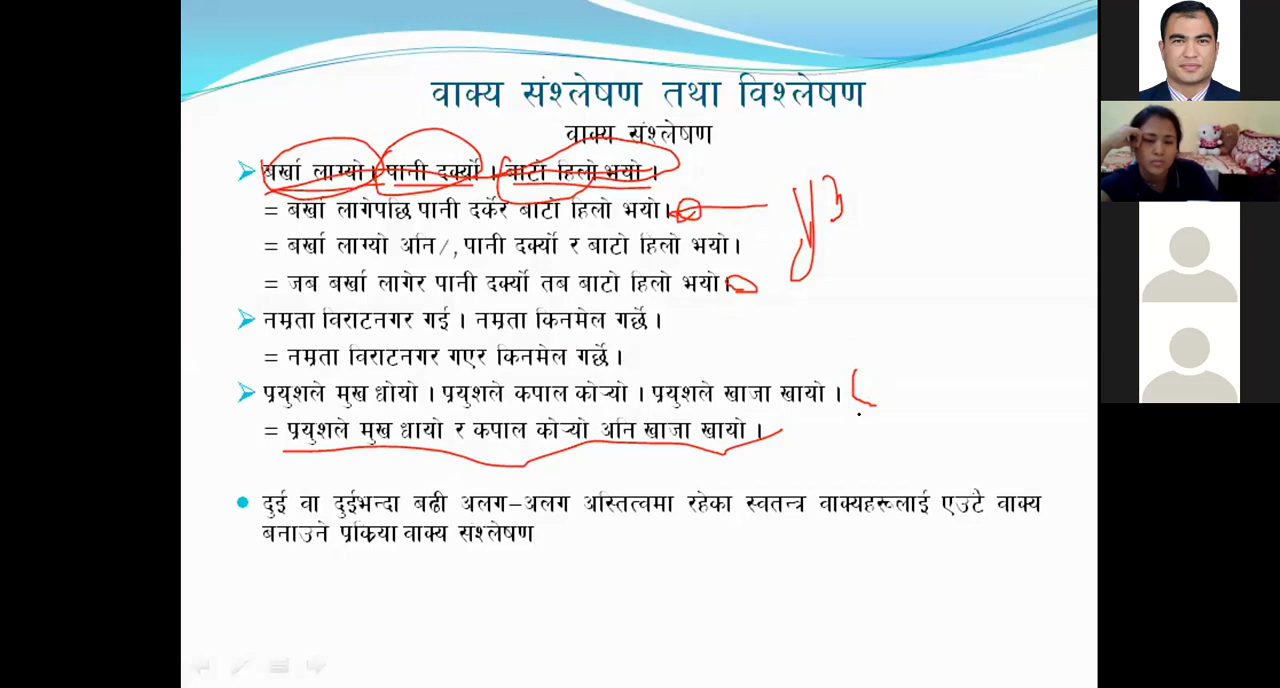 वाक्य संश्लेषण तथा विश्लेषण
वाक्य संश्लेषण
बर्खा लाग्यो । पानी दर्क्यो । बाटो हिलो भयो ।
= बर्खा लागेपछि पानी दर्केर बाटो हिलो भयो।
= बर्खा लाग्यो अनि/, पानी दर्क्यो र बाटो हिलो भयो।
= जब बर्खा लागेर पानी दर्क्यो तब बाटो हिलो भयो।
नम्रता विराटनगर गई । नम्रता किनमेल गर्छे ।
= नम्रता विराटनगर गएर किनमेल गर्छे ।
प्रयुशले मुख धोयो । प्रयुशले कपाल कोऱ्यो । प्रयुशले खाजा खायो ।
= प्रयुशले मुख धायो र कपाल कोऱ्यो अनि खाजा खायो ।
दुई वा दुईभन्दा बढी अलग-अलग अस्तित्वमा रहेका स्वतन्त्र वाक्यहरूलाई एउटै वाक्य
बनाउने प्रक्रिया वाक्य संश्लेषण